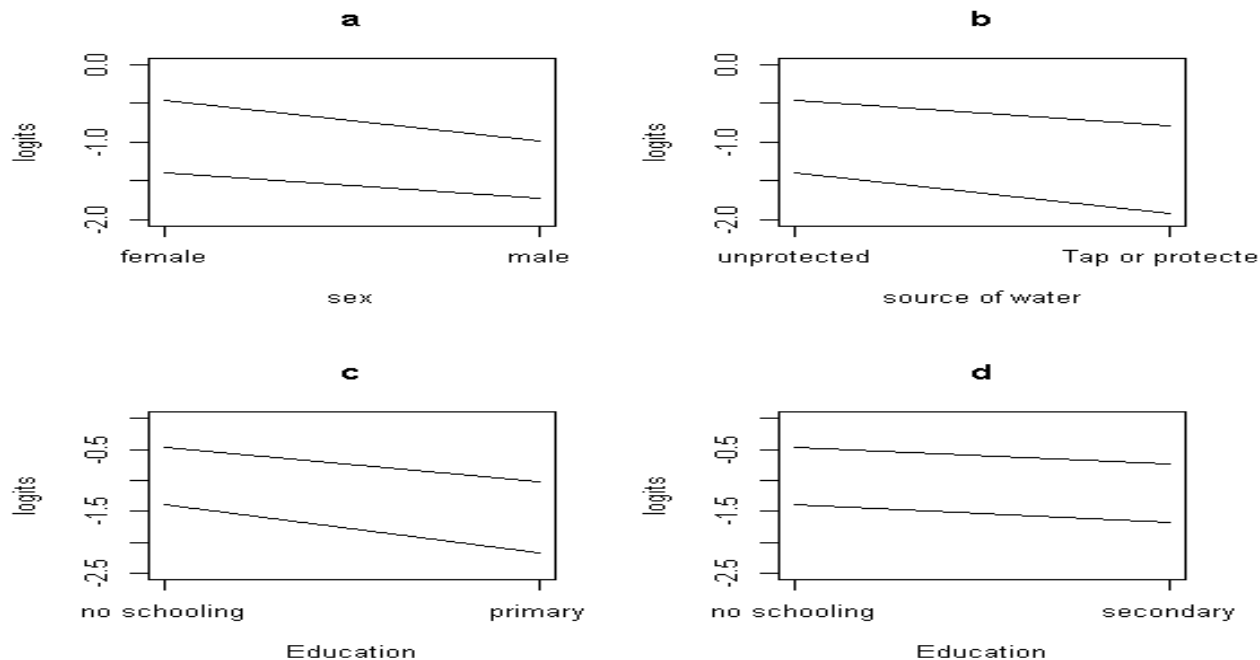 a
0.0
-1.0
-2.0
logits
female male
sex
b
0.0
-1.0
-2.0
logits
unprotected Tap or protecte
source of water
c
-0.5
-1.5
-2.5
logits
no schooling primary
Education
d
-0.5
-1.5
-2.5
logits
no schooling secondary
Education